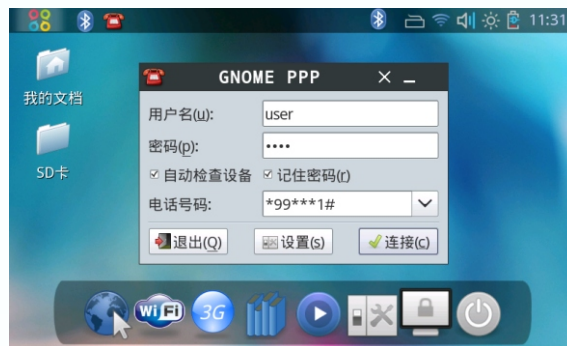 11:31
我的文档
SD卡
GNOME PPP
用户名(u): user
密码(p): ••••
自动检查设备 记住密码(r)
电话号码: *99***1#
退出(Q) 设置(s) 连接(c)
WiFi 3G